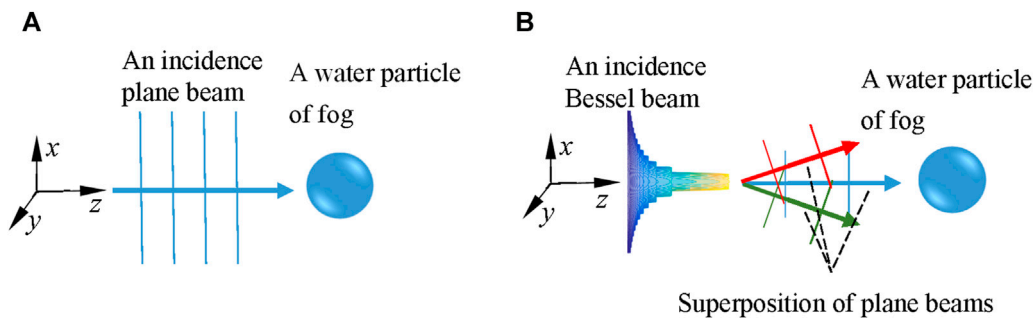 A
An incidence
plane beam
A water particle
of fog
x
y
z
B
An incidence
Bessel beam
A water particle
of fog
x
y
z
Superposition of plane beams